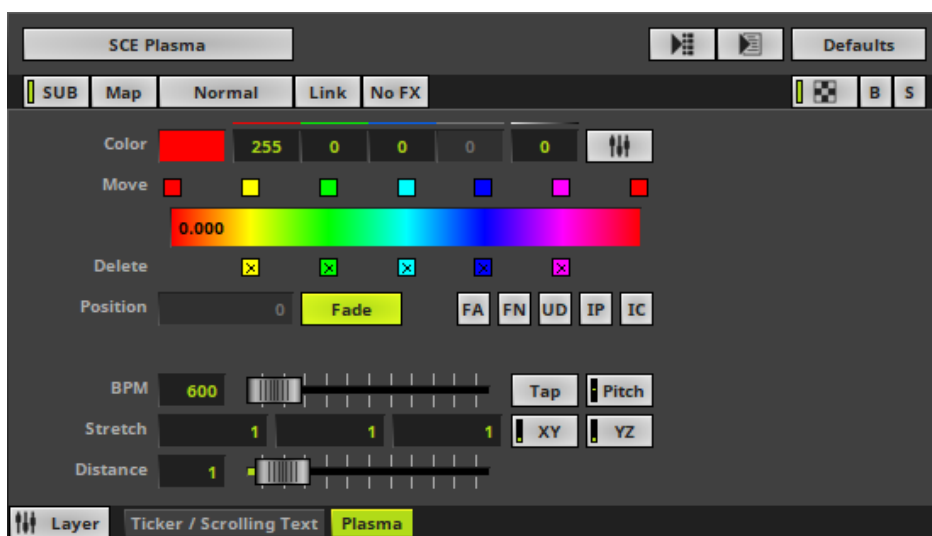 SCE Plasma Defaults
SUB Map Normal Link No FX B S
Color 255 0 0 0 0
Move
0.000
Delete
Position 0 Fade FA FN UD IP IC
BPM 600 Tap Pitch
Stretch 1 1 1 XY YZ
Distance 1
Layer Ticker / Scrolling Text Plasma